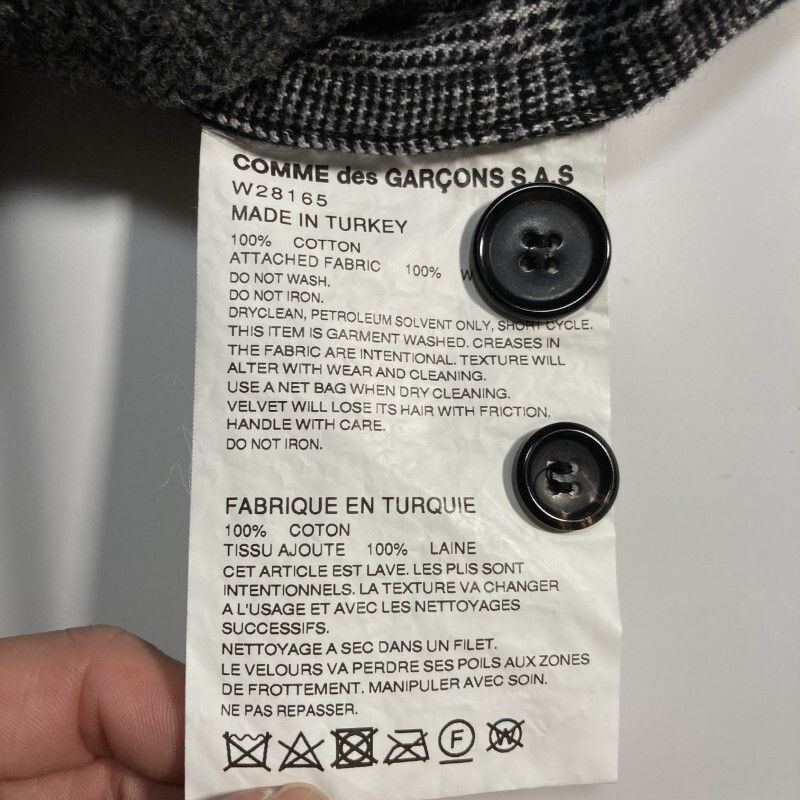 COMME des GARÇONS S.A.S
W28165
MADE IN TURKEY
100% COTTON
ATTACHED FABRIC 100%
DO NOT WASH.
DO NOT IRON.
DRYCLEAN, PETROLEUM SOLVENT ONLY, SHORT CYCLE.
THIS ITEM IS GARMENT WASHED. CREASES IN
THE FABRIC ARE INTENTIONAL. TEXTURE WILL
ALTER WITH WEAR AND CLEANING.
USE A NET BAG WHEN DRY CLEANING.
VELVET WILL LOSE ITS HAIR WITH FRICTION.
HANDLE WITH CARE.
DO NOT IRON.
FABRIQUE EN TURQUIE
100% COTON
TISSU AJOUTE 100% LAINE
CET ARTICLE EST LAVE. LES PLIS SONT
INTENTIONNELS. LA TEXTURE VA CHANGER
A L'USAGE ET AVEC LES NETTOYAGES
SUCCESSIFS.
NETTOYAGE A SEC DANS UN FILET.
LE VELOURS VA PERDRE SES POILS AUX ZONES
DE FROTTEMENT. MANIPULER AVEC SOIN.
NE PAS REPASSER.
F W